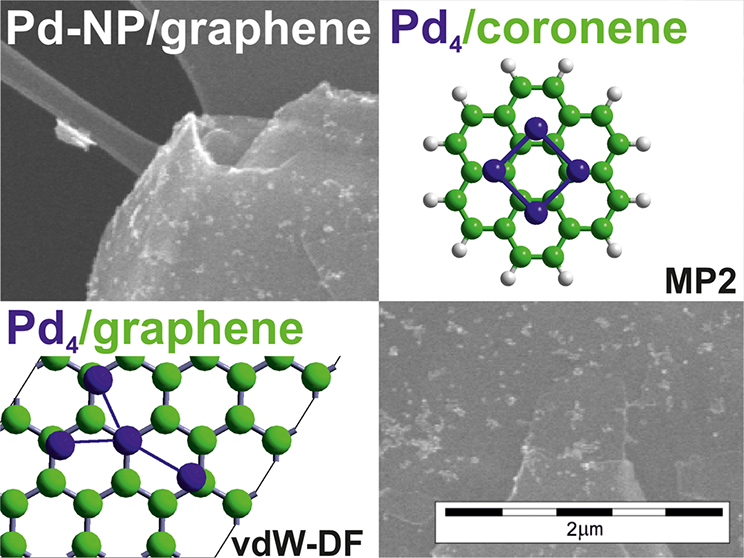 Pd-NP/graphene
Pd4/coronene
MP2
Pd4/graphene
vdW-DF
2μm